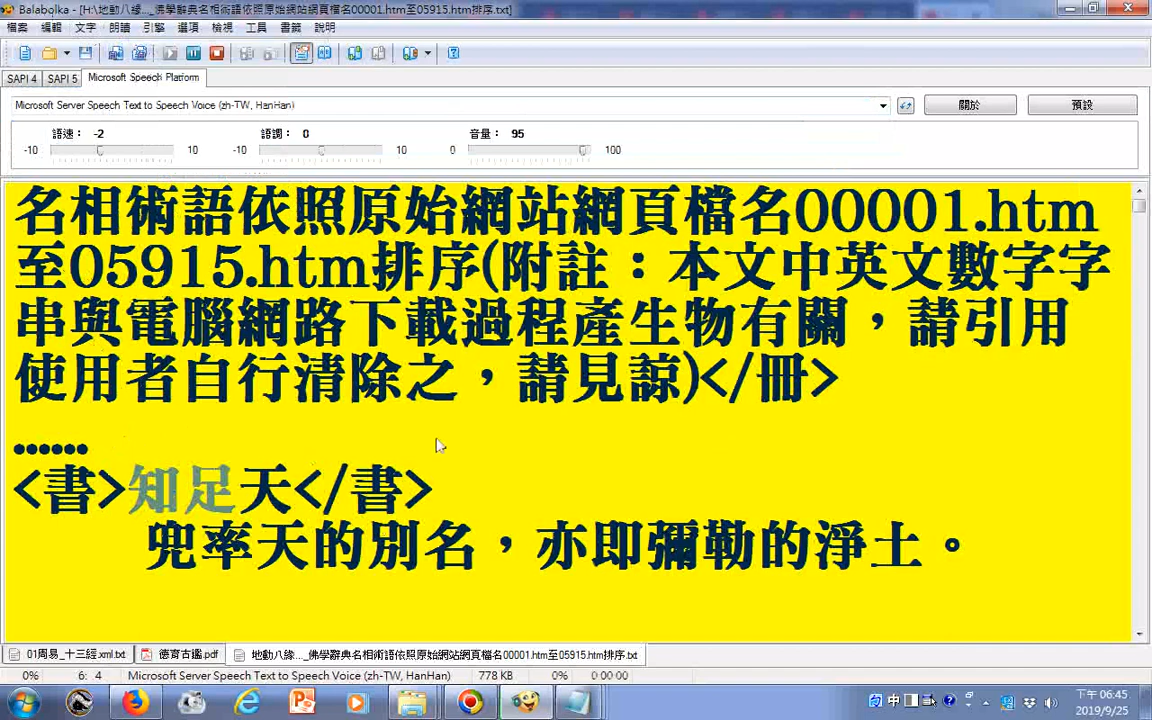 Balabolka - [H:\地動八緣..._佛學辭典名相術語依照原始網站網頁檔名00001.htm至05915.htm排序.txt]
檔案 編輯 文字 朗讀 引擎 選項 檢視 工具 書籤 說明
SAPI 4 SAPI 5 Microsoft Speech Platform
Microsoft Server Speech Text to Speech Voice (zh-TW, HanHan) 關於 預設
語速： -2 語調： 0 音量： 95
-10 10 -10 10 0 100
名相術語依照原始網站網頁檔名00001.htm
至05915.htm排序(附註：本文中英文數字字
串與電腦網路下載過程產生物有關，請引用
使用者自行清除之，請見諒)</冊>
••••••
<書>知足天</書>
兜率天的別名，亦即彌勒的淨土。
01周易_十三經.xml.txt 德育古鑑.pdf 地動八緣..._佛學辭典名相術語依照原始網站網頁檔名00001.htm至05915.htm排序.txt
0% 6: 4 Microsoft Server Speech Text to Speech Voice (zh-TW, HanHan) 778 KB 0% 0:00:00
中 下午 06:45
2019/9/25